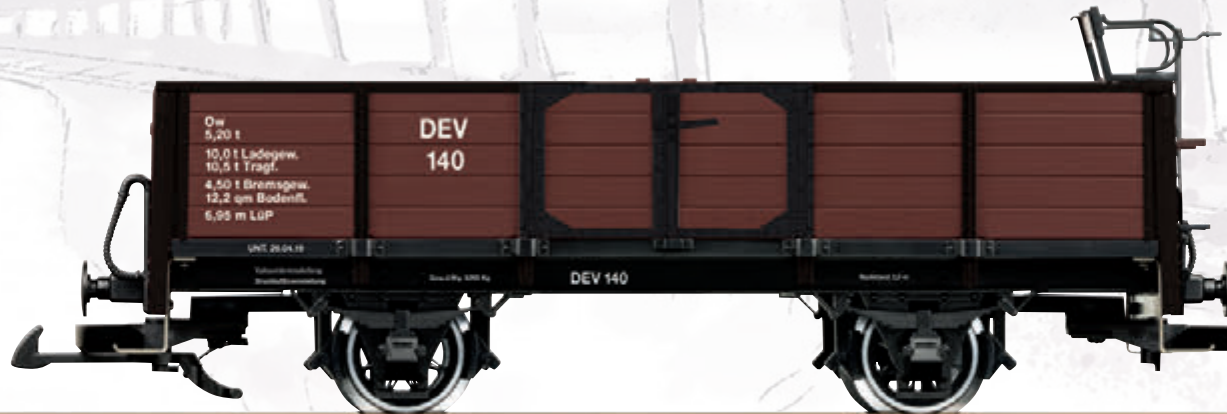 Ow
5,20 t
10,0 t Ladegew.
10,5 t Tragf.
4,50 t Bremsgew.
12,2 qm Bodenfl.
6,95 m LüP
DEV
140
UNT. 20.04.19
DEV 140